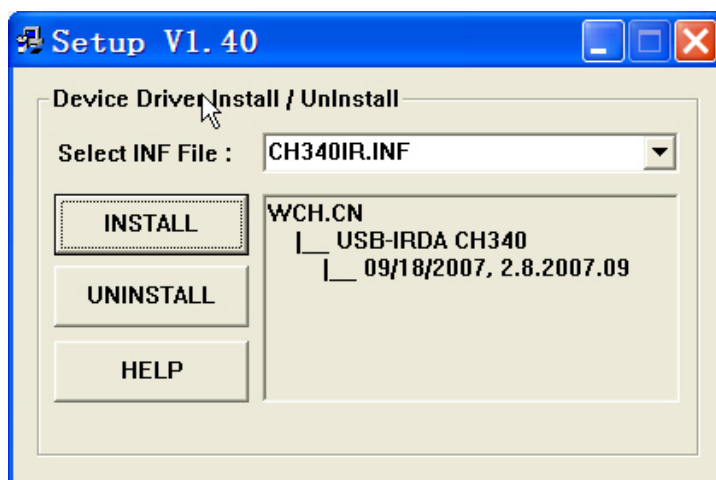 Setup V1.40
Device Driver Install / UnInstall
Select INF File :
CH340IR.INF
INSTALL
WCH.CN
|__ USB-IRDA CH340
|__ 09/18/2007, 2.8.2007.09
UNINSTALL
HELP